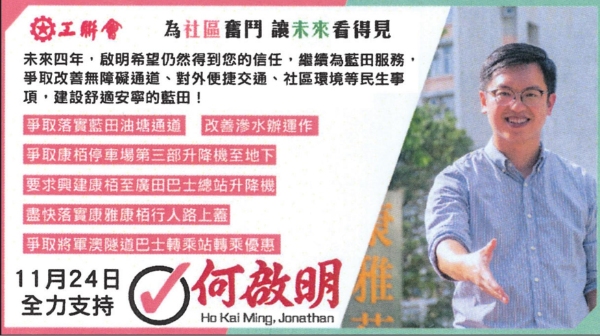 工聯會
為社區奮鬥 讓未來看得見
未來四年，啟明希望仍然得到您的信任，繼續為藍田服務，
爭取改善無障礙通道、對外便捷交通、社區環境等民生事
項，建設舒適安寧的藍田！
爭取落實藍田油塘通道
改善滲水辦運作
爭取康栢停車場第三部升降機至地下
要求興建康栢至廣田巴士總站升降機
盡快落實康雅康栢行人路上蓋
爭取將軍澳隧道巴士轉乘站轉乘優惠
11月24日
全力支持
何啟明
Ho Kai Ming, Jonathan
康雅